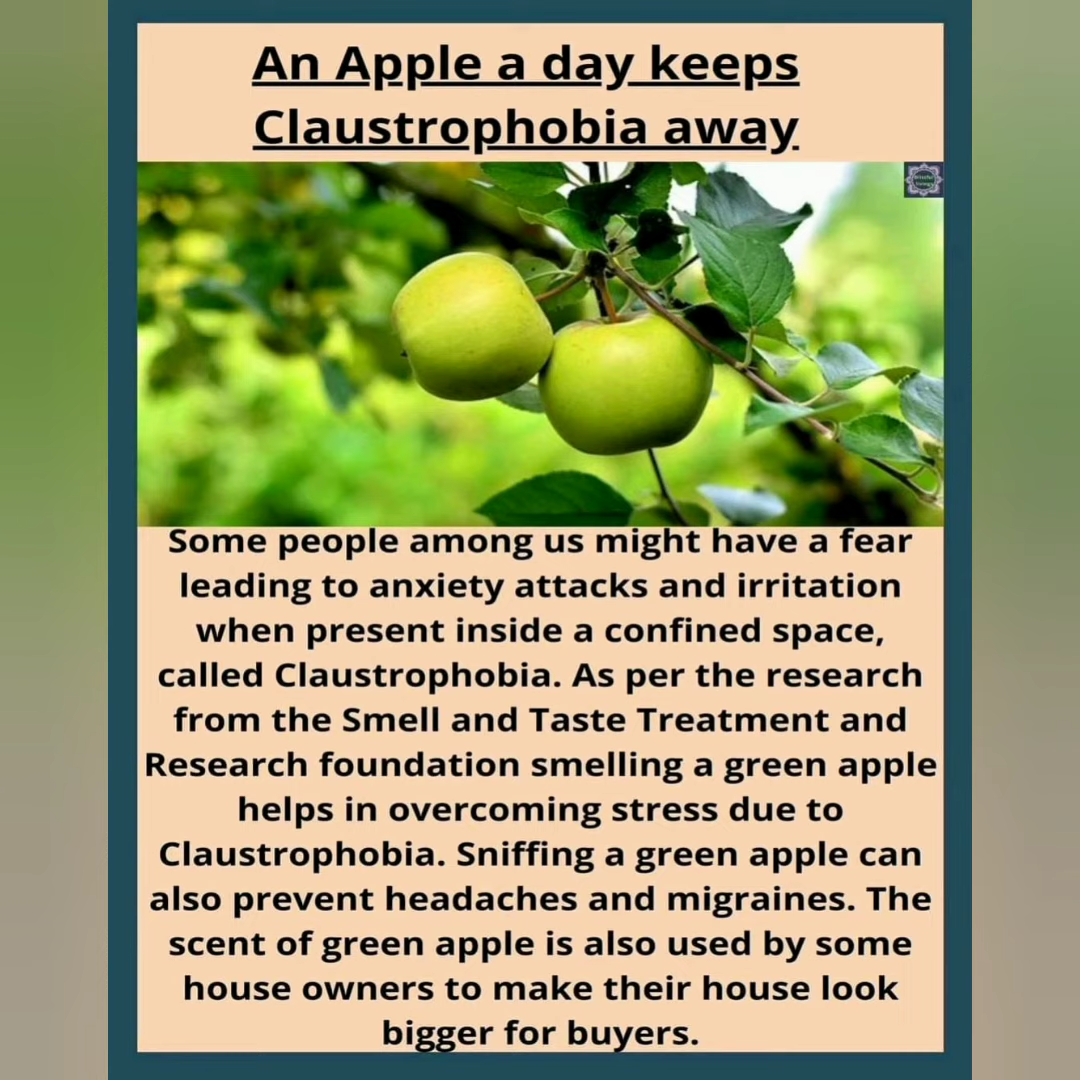 An Apple a day keeps
Claustrophobia away
Some people among us might have a fear
leading to anxiety attacks and irritation
when present inside a confined space,
called Claustrophobia. As per the research
from the Smell and Taste Treatment and
Research foundation smelling a green apple
helps in overcoming stress due to
Claustrophobia. Sniffing a green apple can
also prevent headaches and migraines. The
scent of green apple is also used by some
house owners to make their house look
bigger for buyers.